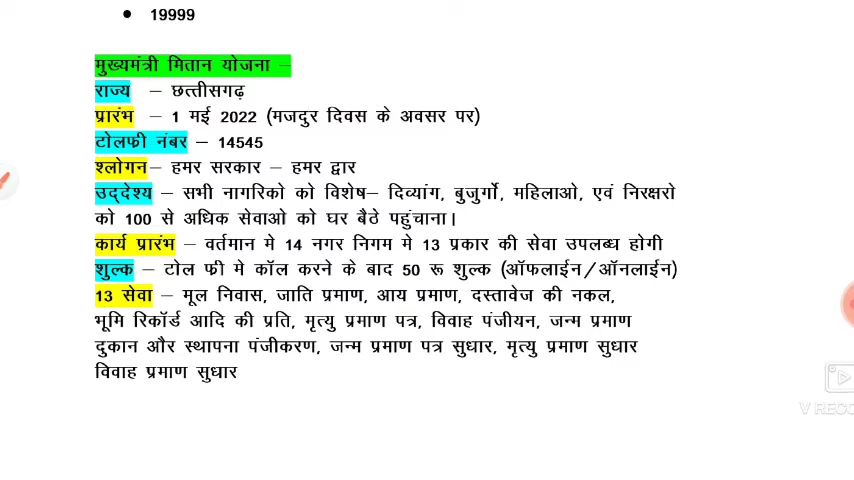 • 19999
मुख्यमंत्री मितान योजना –
राज्य – छत्तीसगढ़
प्रारंभ – 1 मई 2022 (मजदुर दिवस के अवसर पर)
टोलफी नंबर – 14545
श्लोगन– हमर सरकार – हमर द्वार
उद्देश्य – सभी नागरिको को विशेष– दिव्यांग, बुजुर्गो, महिलाओ, एवं निरक्षरो
को 100 से अधिक सेवाओ को घर बैठे पहुंचाना।
कार्य प्रारंभ – वर्तमान मे 14 नगर निगम मे 13 प्रकार की सेवा उपलब्ध होगी
शुल्क – टोल फी मे कॉल करने के बाद 50 रू शुल्क (ऑफलाईन/ऑनलाईन)
13 सेवा – मूल निवास, जाति प्रमाण, आय प्रमाण, दस्तावेज की नकल,
भूमि रिकॉर्ड आदि की प्रति, मृत्यु प्रमाण पत्र, विवाह पंजीयन, जन्म प्रमाण
दुकान और स्थापना पंजीकरण, जन्म प्रमाण पत्र सुधार, मृत्यु प्रमाण सुधार
विवाह प्रमाण सुधार
V RECO